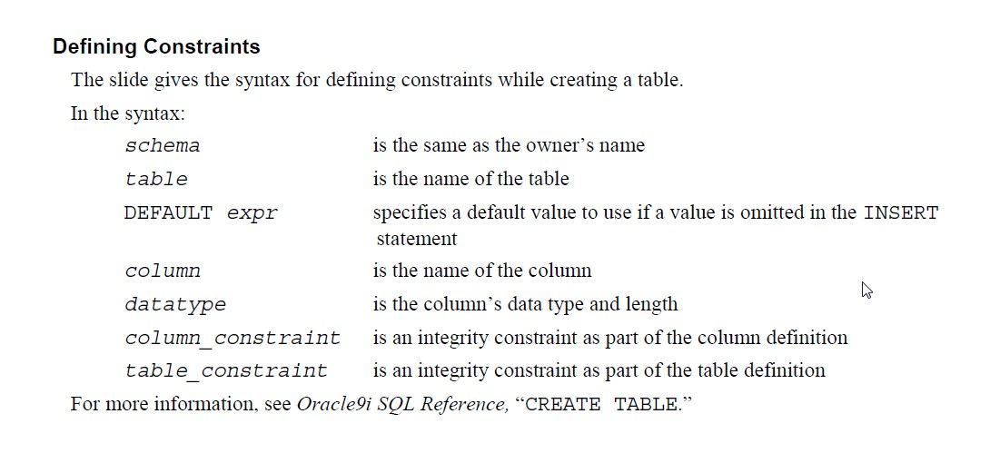 Defining Constraints
The slide gives the syntax for defining constraints while creating a table.
In the syntax:
schema is the same as the owner’s name
table is the name of the table
DEFAULT expr specifies a default value to use if a value is omitted in the INSERT
statement
column is the name of the column
datatype is the column’s data type and length
column_constraint is an integrity constraint as part of the column definition
table_constraint is an integrity constraint as part of the table definition
For more information, see Oracle9i SQL Reference, “CREATE TABLE.”